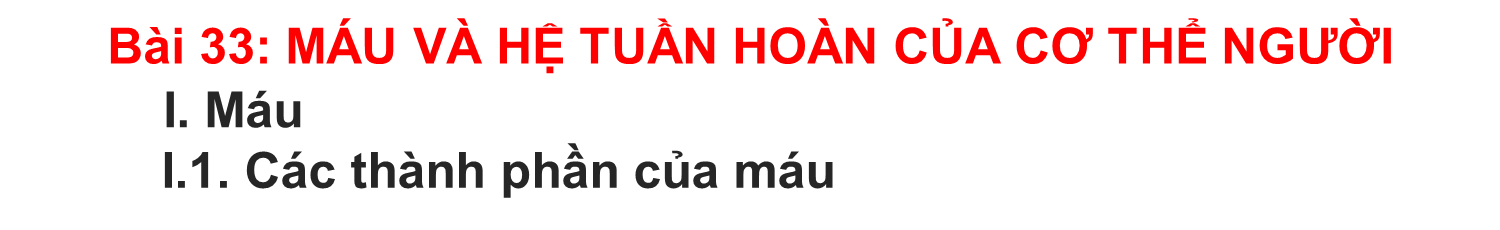 Bài 33: MÁU VÀ HỆ TUẦN HOÀN CỦA CƠ THỂ NGƯỜI
I. Máu
I.1. Các thành phần của máu